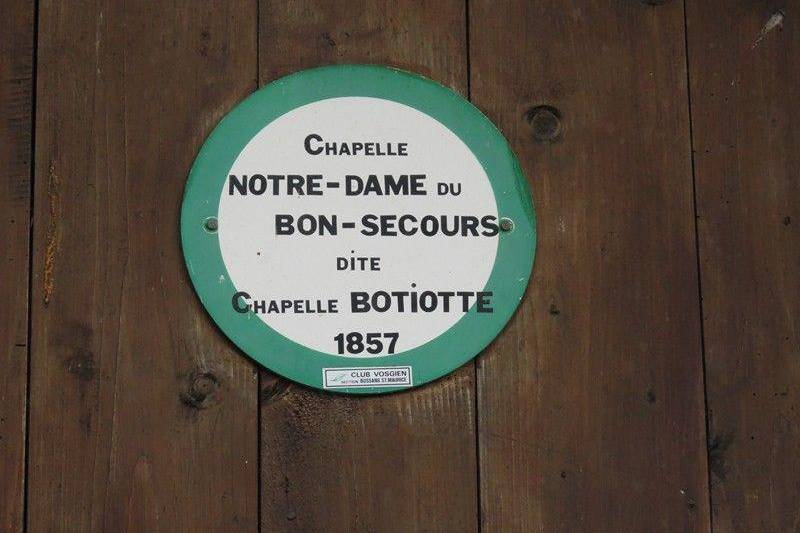 Chapelle
NOTRE-DAME DU
BON-SECOURS
DiTE
Chapelle BOTiOTTE
1857
CLUB VOSGIEN
SECTION BUSSANG ST.MAURICE